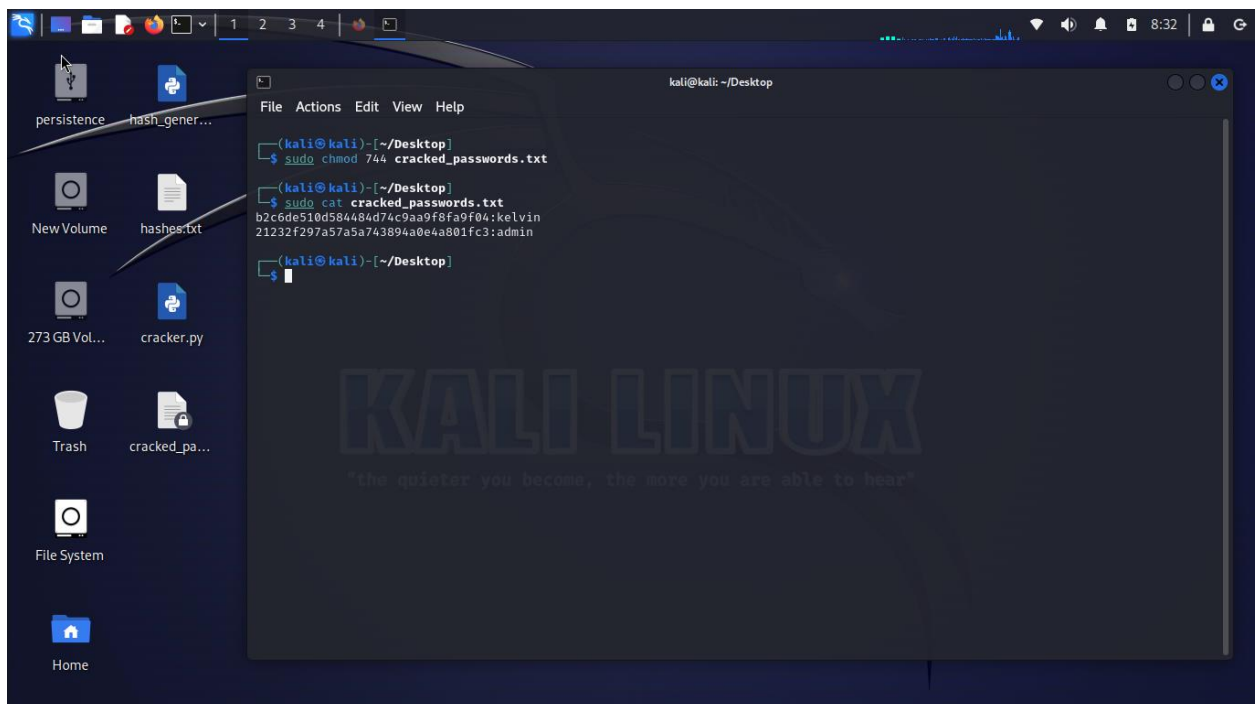 1 2 3 4
8:32
persistence
hash_gener...
New Volume
hashes.txt
273 GB Vol...
cracker.py
Trash
cracked_pa...
File System
Home
kali@kali: ~/Desktop
File Actions Edit View Help
(kali㉿kali)-[~/Desktop]
$ sudo chmod 744 cracked_passwords.txt
(kali㉿kali)-[~/Desktop]
$ sudo cat cracked_passwords.txt
b2c6de510d584484d74c9aa9f8fa9f04:kelvin
21232f297a57a5a743894a0e4a801fc3:admin
(kali㉿kali)-[~/Desktop]
$
KALI LINUX
"the quieter you become, the more you are able to hear"